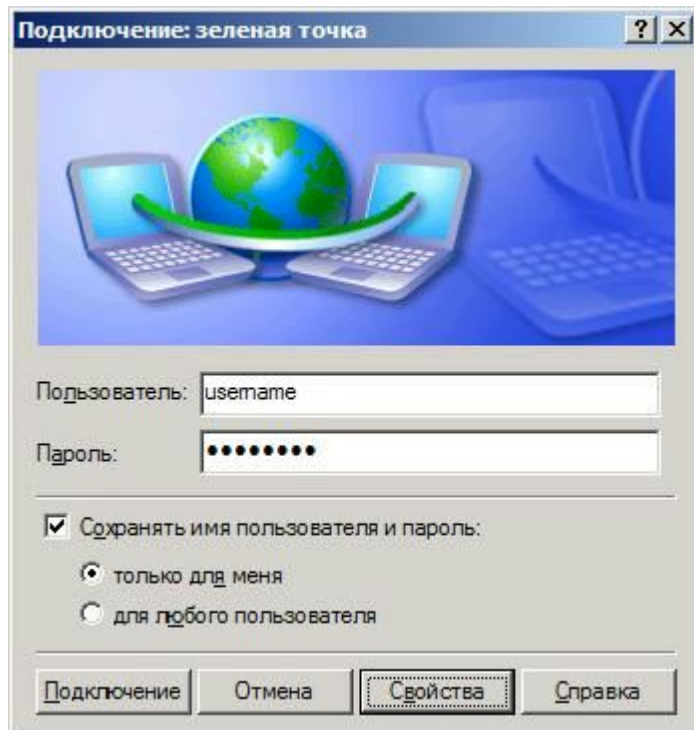 Подключение: зеленая точка
Пользователь: username
Пароль: ••••••••
Сохранять имя пользователя и пароль:
только для меня
для любого пользователя
Подключение Отмена Свойства Справка